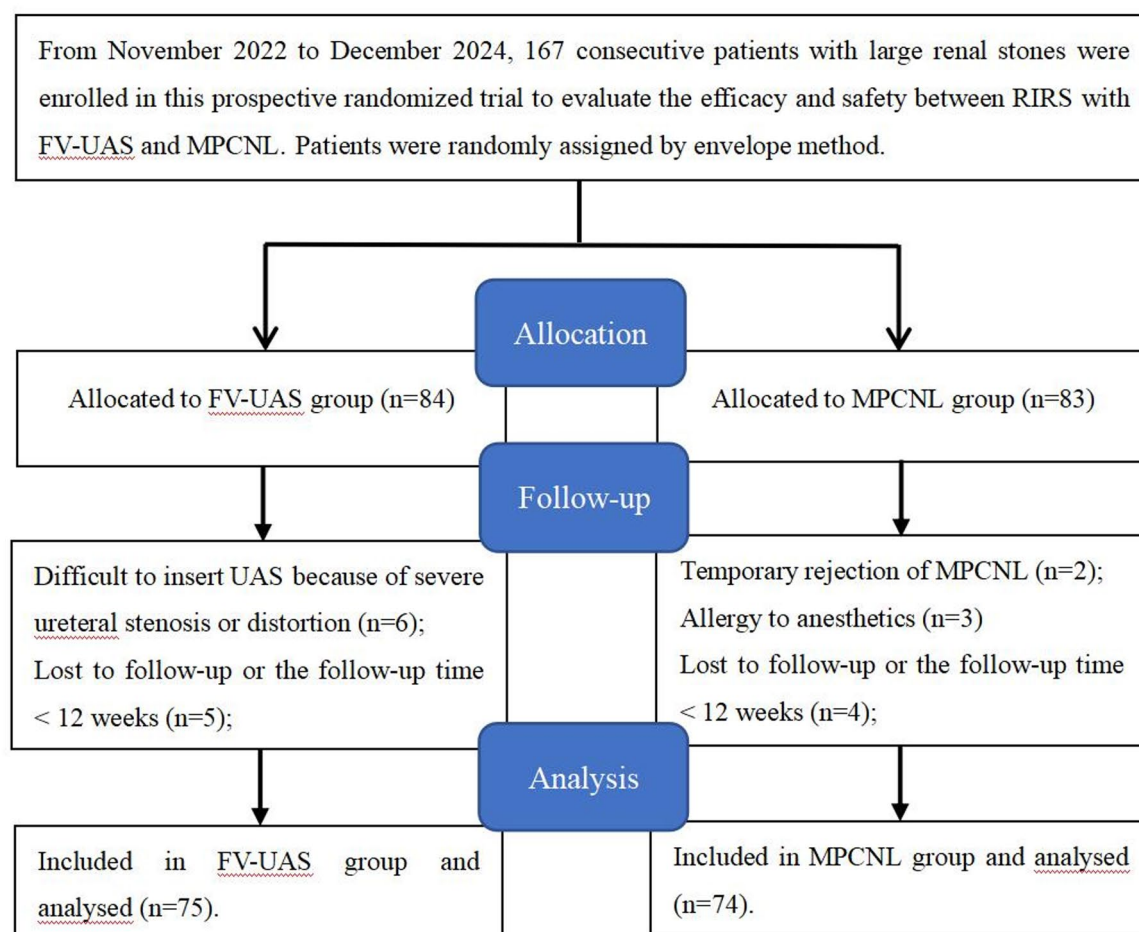 From November 2022 to December 2024, 167 consecutive patients with large renal stones were
enrolled in this prospective randomized trial to evaluate the efficacy and safety between RIRS with
FV-UAS and MPCNL. Patients were randomly assigned by envelope method.
Allocation
Allocated to FV-UAS group (n=84)
Allocated to MPCNL group (n=83)
Follow-up
Difficult to insert UAS because of severe
ureteral stenosis or distortion (n=6);
Lost to follow-up or the follow-up time
< 12 weeks (n=5);
Temporary rejection of MPCNL (n=2);
Allergy to anesthetics (n=3)
Lost to follow-up or the follow-up time
< 12 weeks (n=4);
Analysis
Included in FV-UAS group and
analysed (n=75).
Included in MPCNL group and analysed
(n=74).